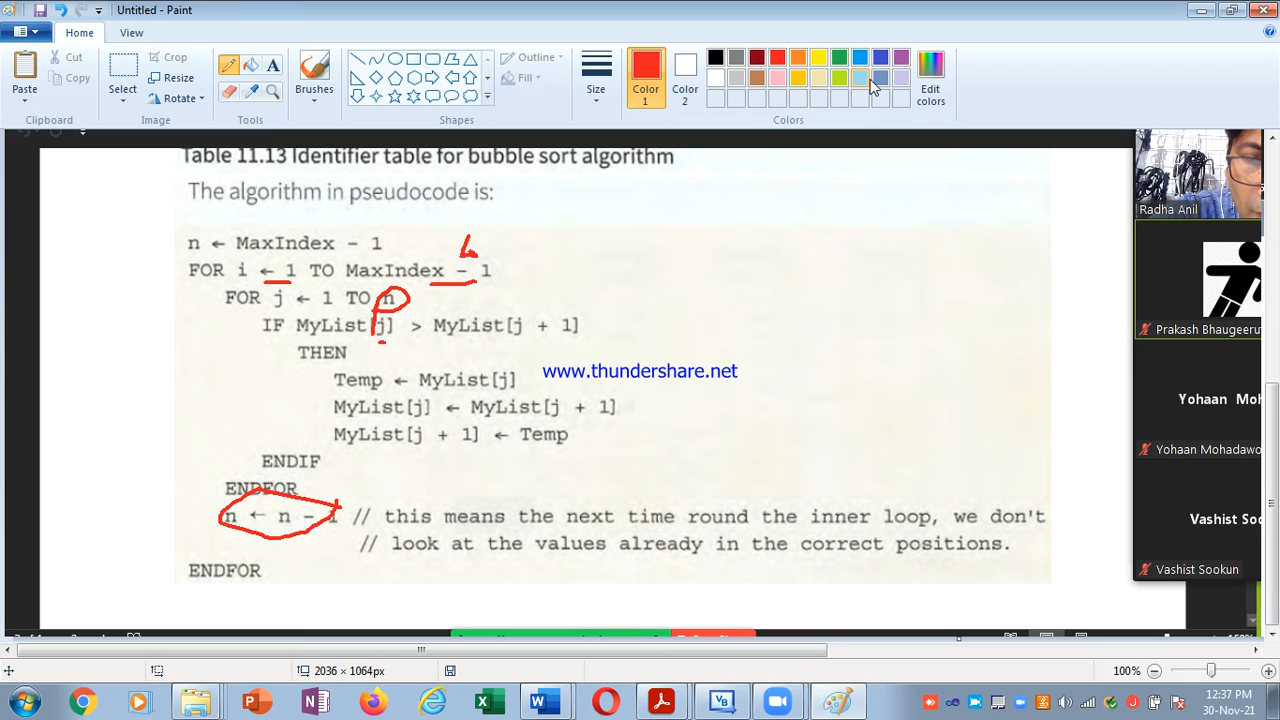 Untitled - Paint
Home
View
Paste
Cut
Copy
Clipboard
Select
Crop
Resize
Rotate
Image
Tools
Brushes
Outline
Fill
Shapes
Size
Color
1
Color
2
Edit
colors
Colors
Table 11.13 Identifier table for bubble sort algorithm
The algorithm in pseudocode is:
n ← MaxIndex - 1
FOR i ← 1 TO MaxIndex - 1
FOR j ← 1 TO n
IF MyList[j] > MyList[j + 1]
THEN
Temp ← MyList[j]
MyList[j] ← MyList[j + 1]
MyList[j + 1] ← Temp
ENDIF
ENDFOR
n ← n - 1 // this means the next time round the inner loop, we don't
// look at the values already in the correct positions.
ENDFOR
www.thundershare.net
Radha Anil
Prakash Bhaugeeru
Yohaan Moh
Yohaan Mohadawo
Vashist Soo
Vashist Sookun
2036 × 1064px
100%
12:37 PM
30-Nov-21